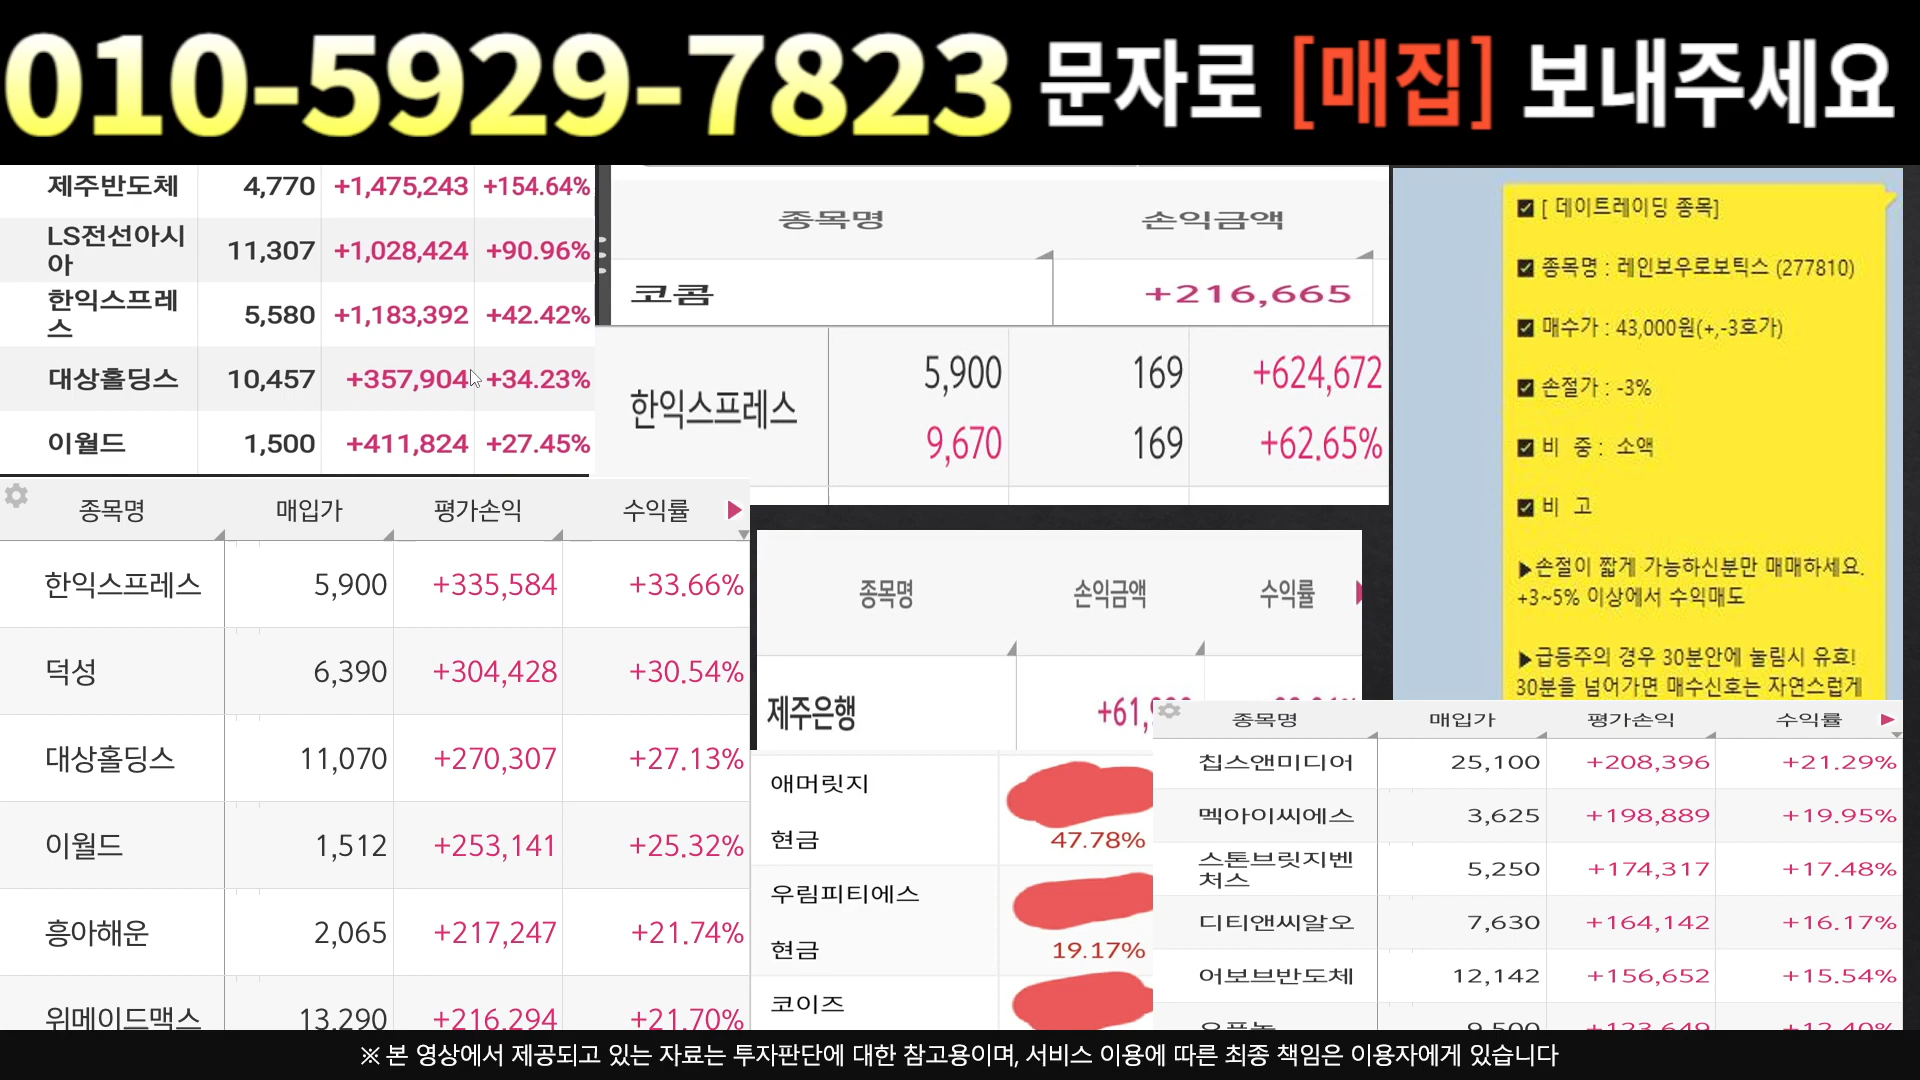 010-5929-7823 문자로 [매집] 보내주세요
제주반도체 4,770 +1,475,243 +154.64%
LS전선아시아 11,307 +1,028,424 +90.96%
한익스프레스 5,580 +1,183,392 +42.42%
대상홀딩스 10,457 +357,904 +34.23%
이월드 1,500 +411,824 +27.45%
종목명 손익금액
코콤 +216,665
한익스프레스 5,900 169 +624,672
9,670 169 +62.65%
☑ [ 데이트레이딩 종목]
☑ 종목명 : 레인보우로보틱스 (277810)
☑ 매수가 : 43,000원(+,-3호가)
☑ 손절가 : -3%
☑ 비 중 : 소액
☑ 비 고
▶손절이 짧게 가능하신분만 매매하세요.
+3~5% 이상에서 수익매도
▶급등주의 경우 30분안에 눌림시 유효!
30분을 넘어가면 매수신호는 자연스럽게
종목명 매입가 평가손익 수익률
한익스프레스 5,900 +335,584 +33.66%
덕성 6,390 +304,428 +30.54%
대상홀딩스 11,070 +270,307 +27.13%
이월드 1,512 +253,141 +25.32%
흥아해운 2,065 +217,247 +21.74%
위메이드맥스 13,290 +216,294 +21.70%
종목명 손익금액 수익률
제주은행
애머릿지
현금 47.78%
우림피티에스
현금 19.17%
코이즈
종목명 매입가 평가손익 수익률
칩스앤미디어 25,100 +208,396 +21.29%
멕아이씨에스 3,625 +198,889 +19.95%
스톤브릿지벤처스 5,250 +174,317 +17.48%
디티앤씨알오 7,630 +164,142 +16.17%
어보브반도체 12,142 +156,652 +15.54%
※ 본 영상에서 제공되고 있는 자료는 투자판단에 대한 참고용이며, 서비스 이용에 따른 최종 책임은 이용자에게 있습니다